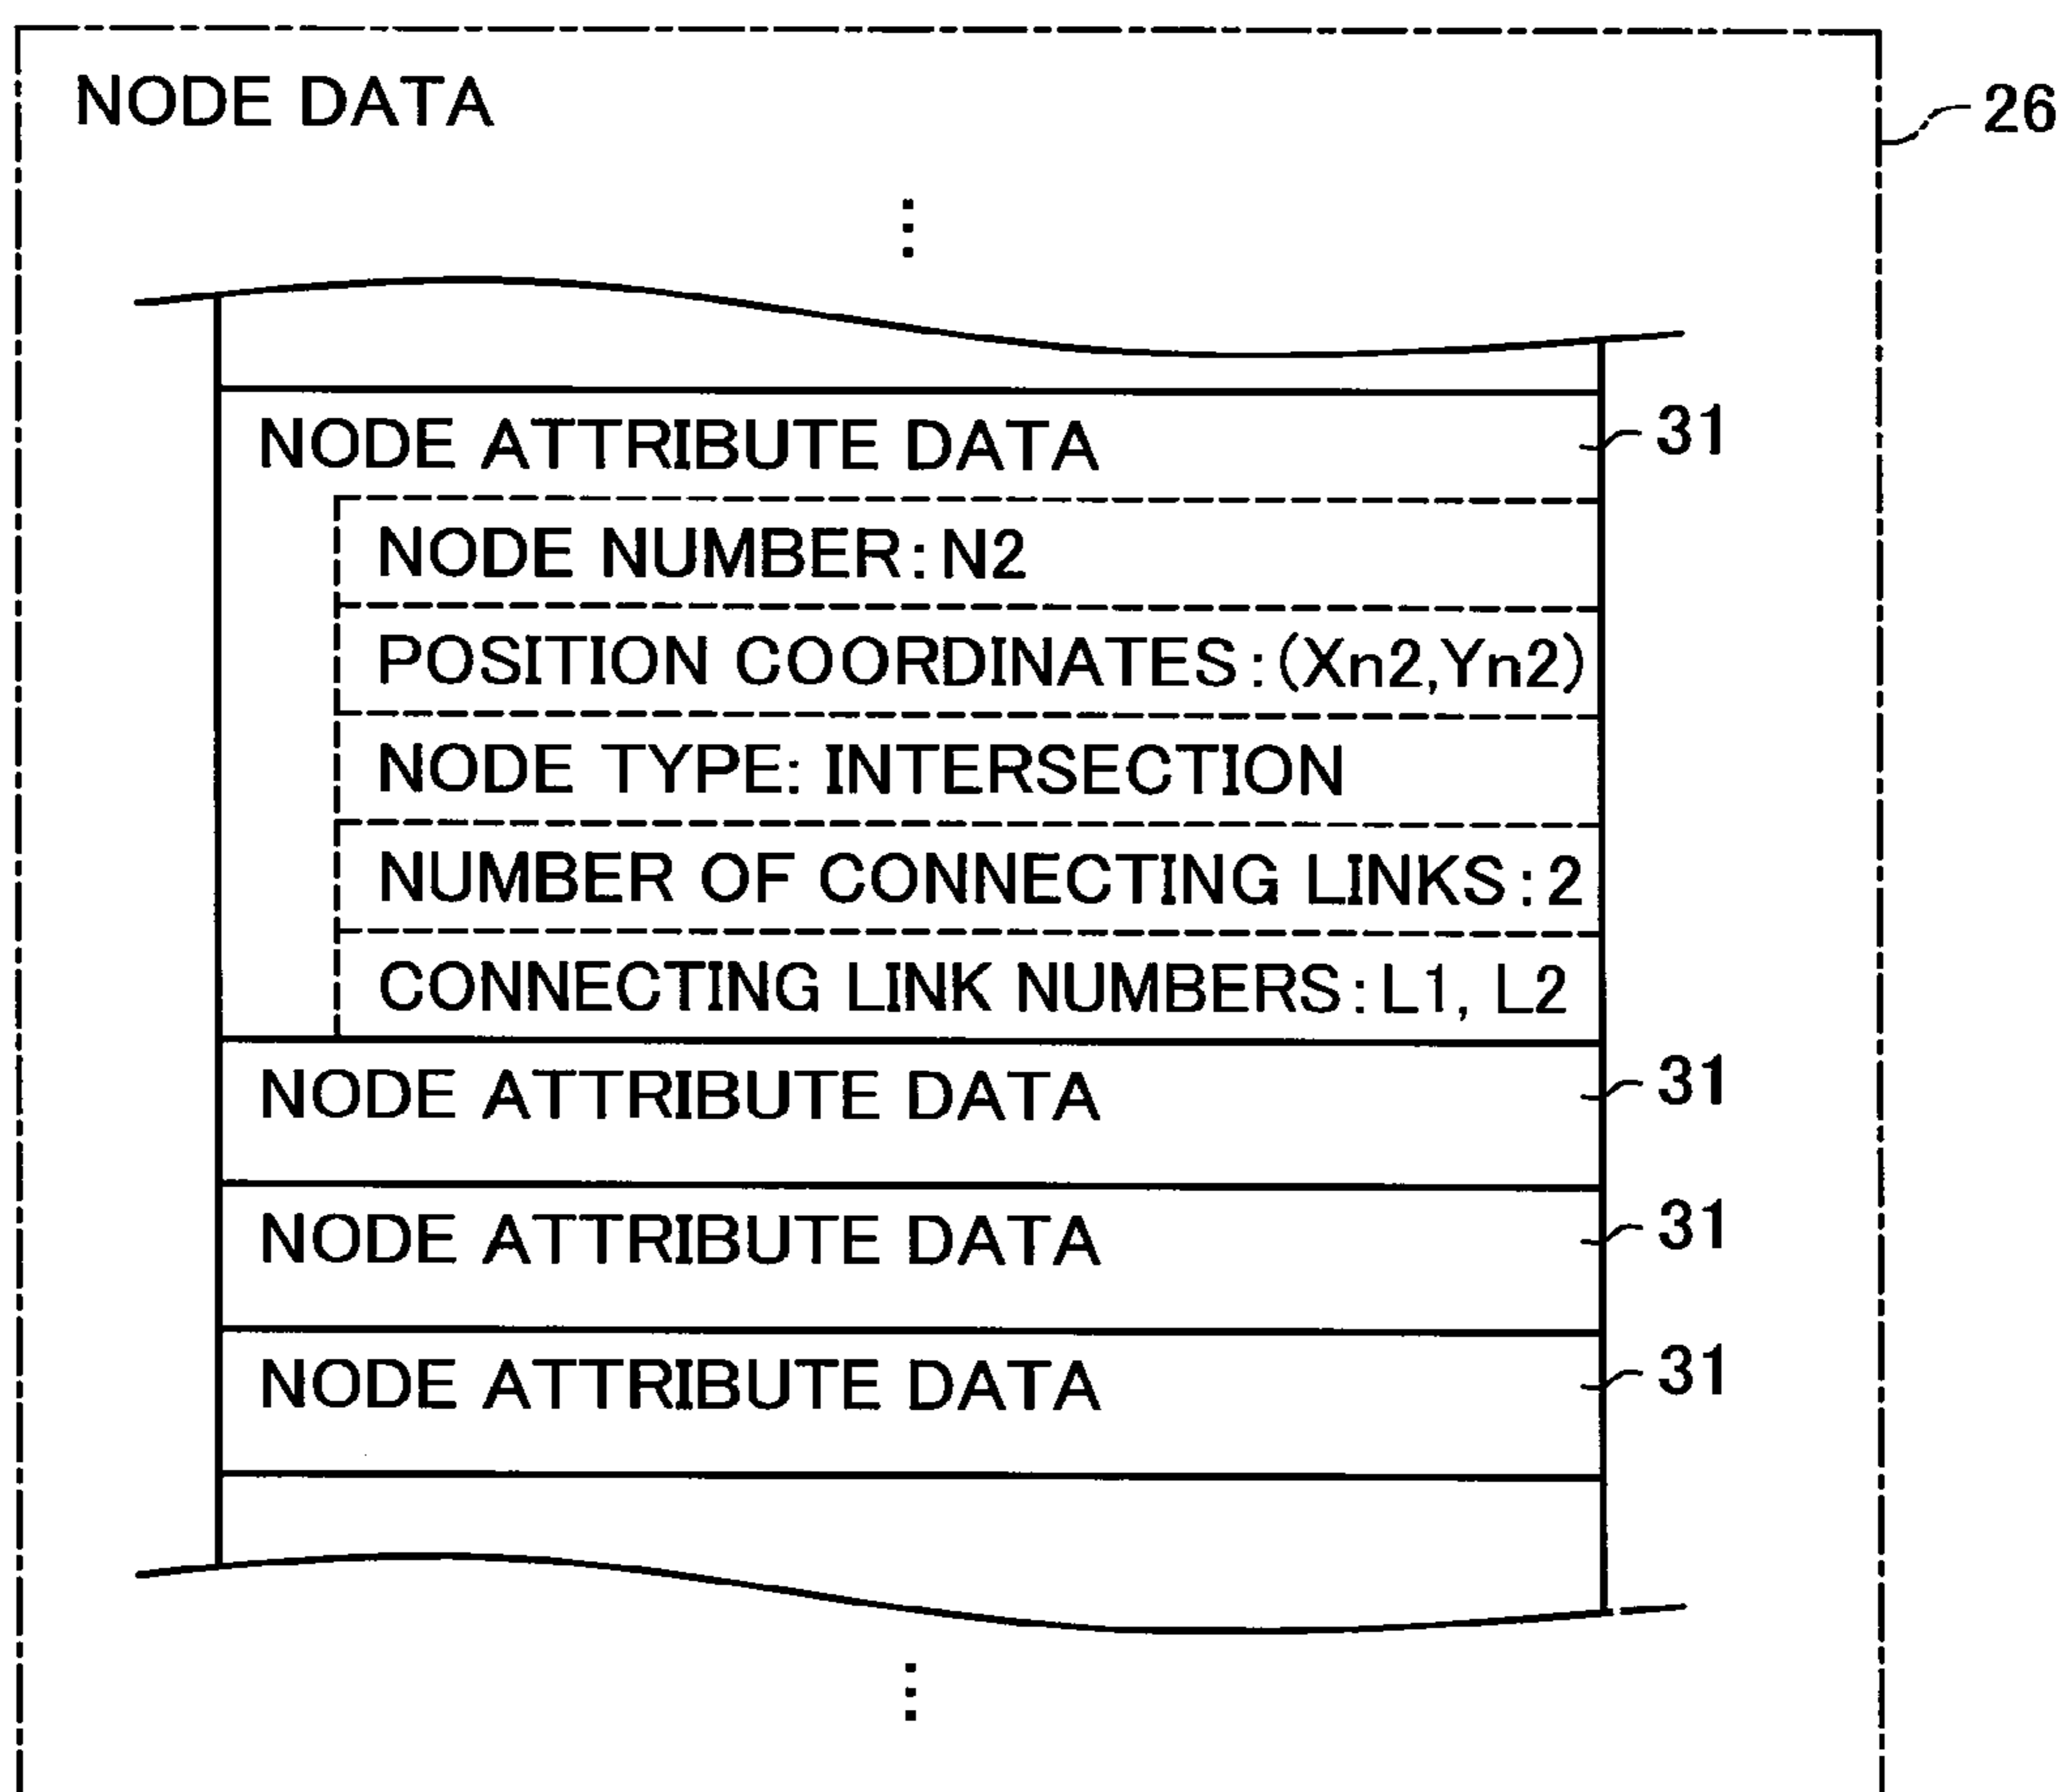 NODE DATA
26
NODE ATTRIBUTE DATA 31
NODE NUMBER: N2
POSITION COORDINATES: (Xn2,Yn2)
NODE TYPE: INTERSECTION
NUMBER OF CONNECTING LINKS: 2
CONNECTING LINK NUMBERS: L1, L2
NODE ATTRIBUTE DATA 31
NODE ATTRIBUTE DATA 31
NODE ATTRIBUTE DATA 31